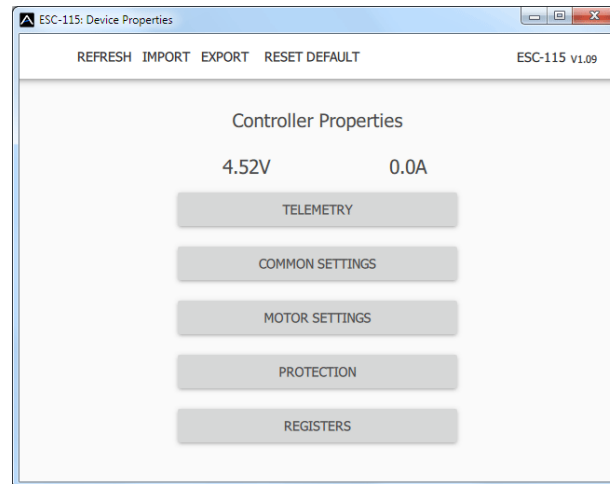 ESC-115: Device Properties
REFRESH IMPORT EXPORT RESET DEFAULT ESC-115 V1.09
Controller Properties
4.52V 0.0A
TELEMETRY
COMMON SETTINGS
MOTOR SETTINGS
PROTECTION
REGISTERS